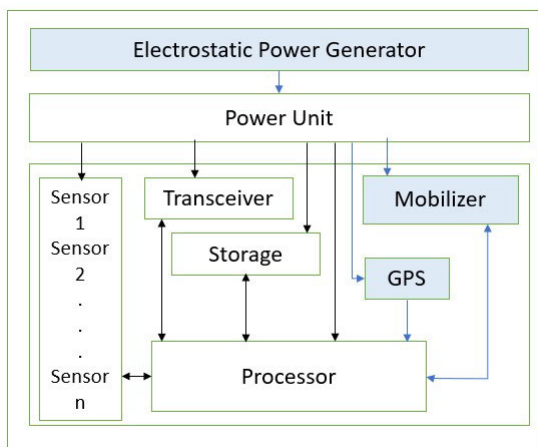 Electrostatic Power Generator
Power Unit
Sensor
1
Sensor
2
.
.
.
Sensor
n
Transceiver
Storage
Mobilizer
GPS
Processor